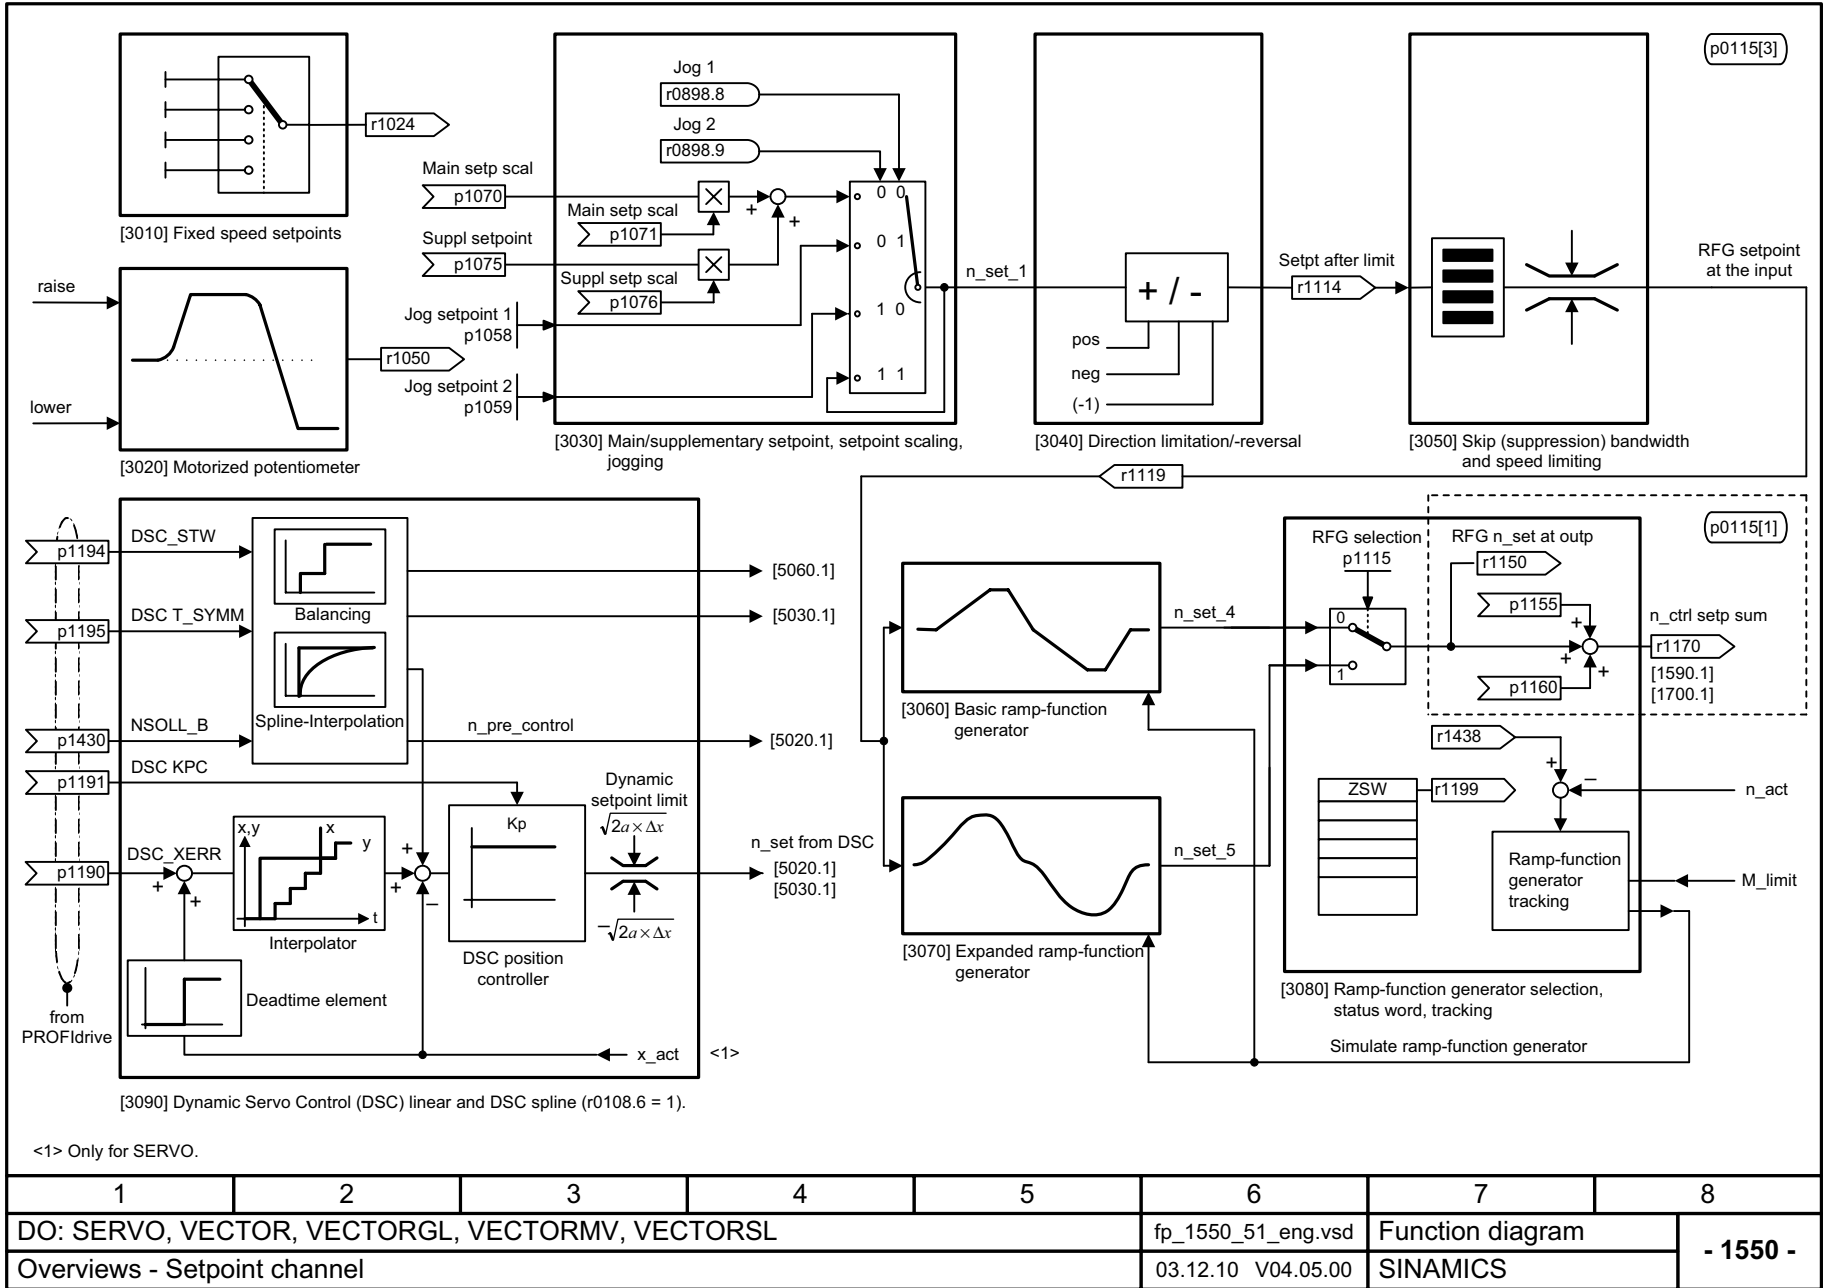 p0115[3]
r1024
[3010] Fixed speed setpoints
raise
lower
r1050
[3020] Motorized potentiometer
Jog 1
r0898.8
Jog 2
r0898.9
Main setp scal
p1070
Main setp scal
p1071
Suppl setpoint
p1075
Suppl setp scal
p1076
Jog setpoint 1
p1058
Jog setpoint 2
p1059
+
+
0 0
0 1
1 0
1 1
n_set_1
[3030] Main/supplementary setpoint, setpoint scaling,
jogging
+ / -
pos
neg
(-1)
[3040] Direction limitation/-reversal
Setpt after limit
r1114
[3050] Skip (suppression) bandwidth
and speed limiting
RFG setpoint
at the input
r1119
p1194
DSC_STW
p1195
DSC T_SYMM
p1430
NSOLL_B
p1191
DSC KPC
p1190
DSC_XERR
+
+
from
PROFIdrive
Balancing
Spline-Interpolation
[5060.1]
[5030.1]
n_pre_control
[5020.1]
x,y
x
y
t
Interpolator
Deadtime element
+
+
−
Kp
DSC position
controller
Dynamic
setpoint limit
√2a × Δx
−√2a × Δx
n_set from DSC
[5020.1]
[5030.1]
x_act
<1>
[3090] Dynamic Servo Control (DSC) linear and DSC spline (r0108.6 = 1).
[3060] Basic ramp-function
generator
n_set_4
[3070] Expanded ramp-function
generator
n_set_5
p0115[1]
RFG selection
p1115
0
1
RFG n_set at outp
r1150
p1155
+
+
+
p1160
n_ctrl setp sum
r1170
[1590.1]
[1700.1]
r1438
+
−
n_act
ZSW
r1199
Ramp-function
generator
tracking
M_limit
[3080] Ramp-function generator selection,
status word, tracking
Simulate ramp-function generator
<1> Only for SERVO.
1 2 3 4 5 6 7 8
DO: SERVO, VECTOR, VECTORGL, VECTORMV, VECTORSL
fp_1550_51_eng.vsd
Function diagram
- 1550 -
Overviews - Setpoint channel
03.12.10 V04.05.00
SINAMICS